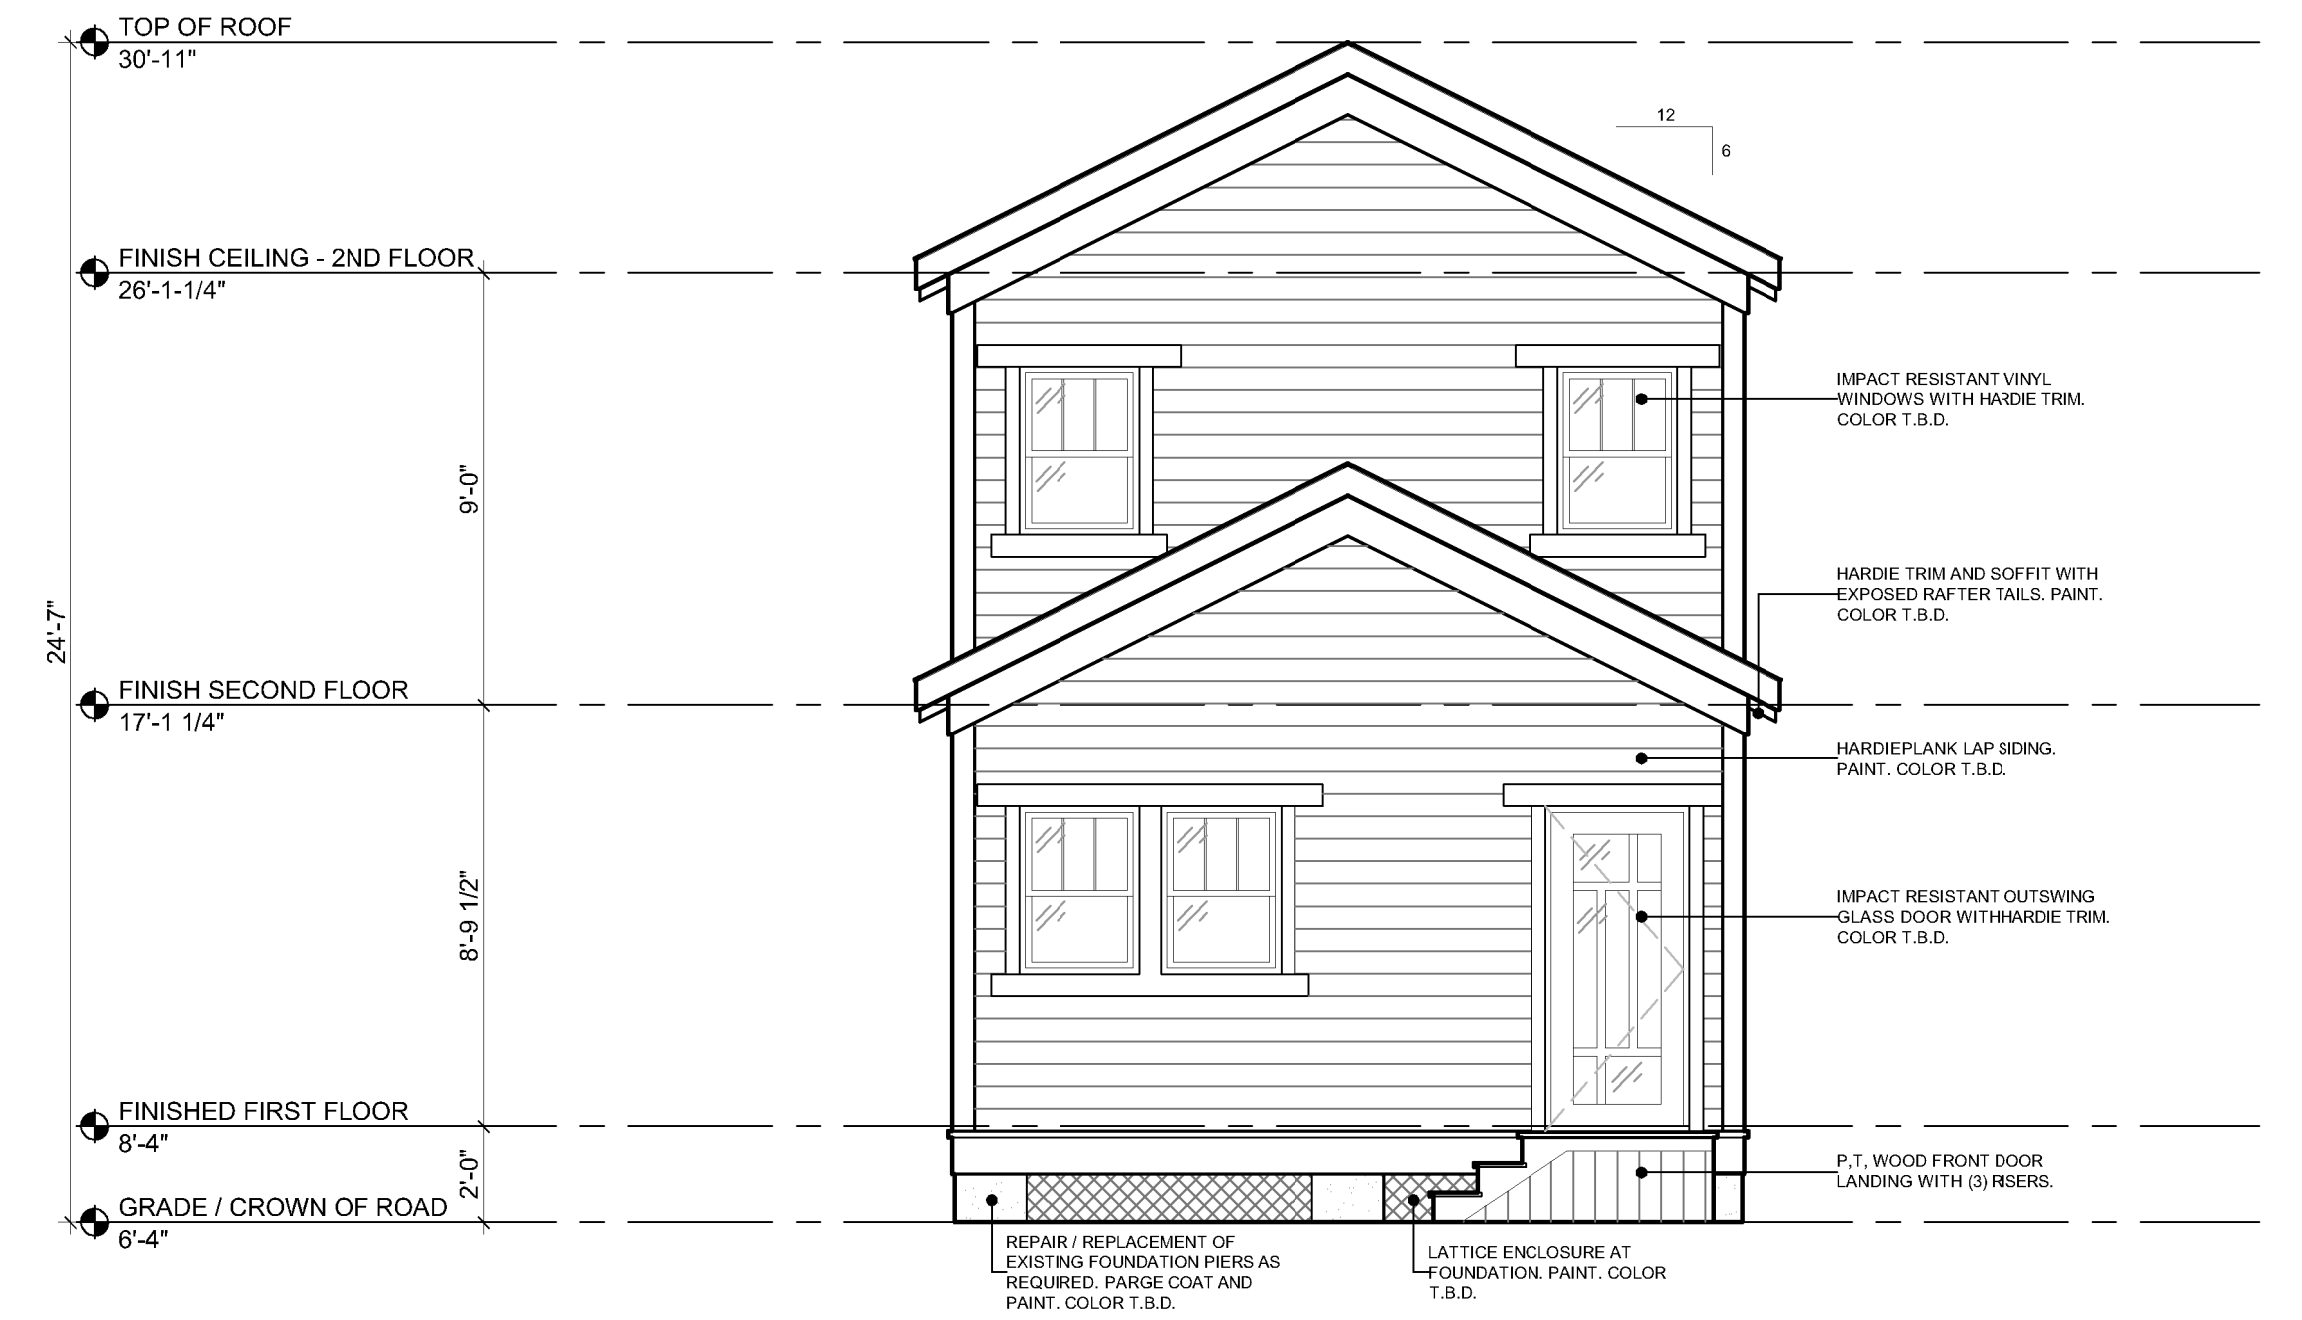 TOP OF ROOF
30'-11"
12
6
FINISH CEILING - 2ND FLOOR
26'-1-1/4"
IMPACT RESISTANT VINYL
WINDOWS WITH HARDIE TRIM.
COLOR T.B.D.
9'-0"
HARDIE TRIM AND SOFFIT WITH
EXPOSED RAFTER TAILS. PAINT.
COLOR T.B.D.
24'-7"
FINISH SECOND FLOOR
17'-1 1/4"
HARDIEPLANK LAP SIDING.
PAINT. COLOR T.B.D.
8'-9 1/2"
IMPACT RESISTANT OUTSWING
GLASS DOOR WITHHARDIE TRIM.
COLOR T.B.D.
FINISHED FIRST FLOOR
8'-4"
2'-0"
P,T, WOOD FRONT DOOR
LANDING WITH (3) RISERS.
GRADE / CROWN OF ROAD
6'-4"
REPAIR / REPLACEMENT OF
EXISTING FOUNDATION PIERS AS
REQUIRED. PARGE COAT AND
PAINT. COLOR T.B.D.
LATTICE ENCLOSURE AT
FOUNDATION. PAINT. COLOR
T.B.D.